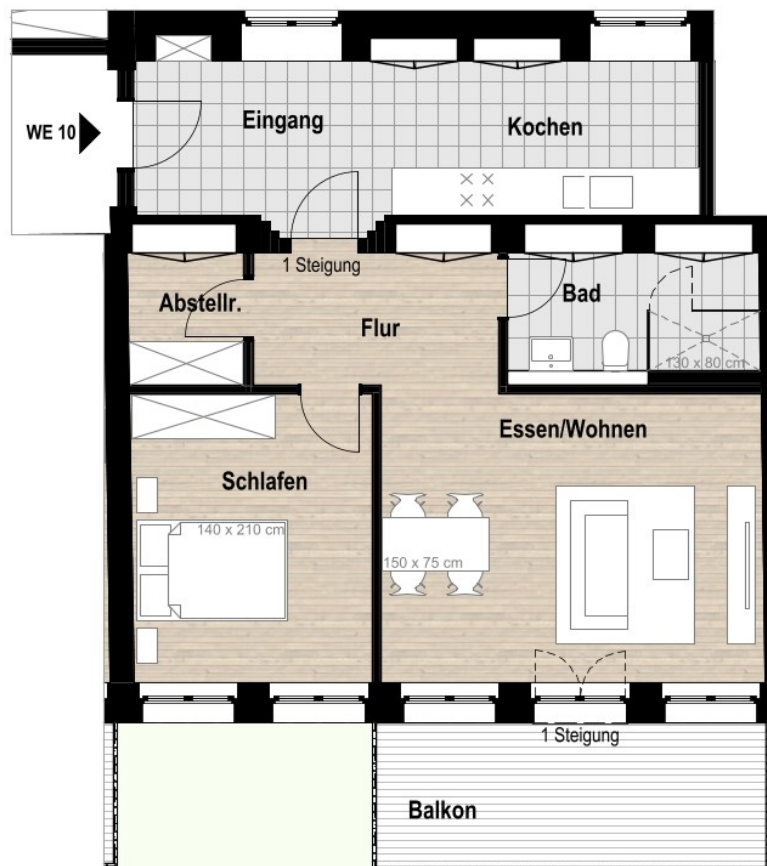 WE 10
Eingang
Kochen
1 Steigung
Abstellr.
Flur
Bad
130 x 80 cm
Essen/Wohnen
Schlafen
140 x 210 cm
150 x 75 cm
1 Steigung
Balkon